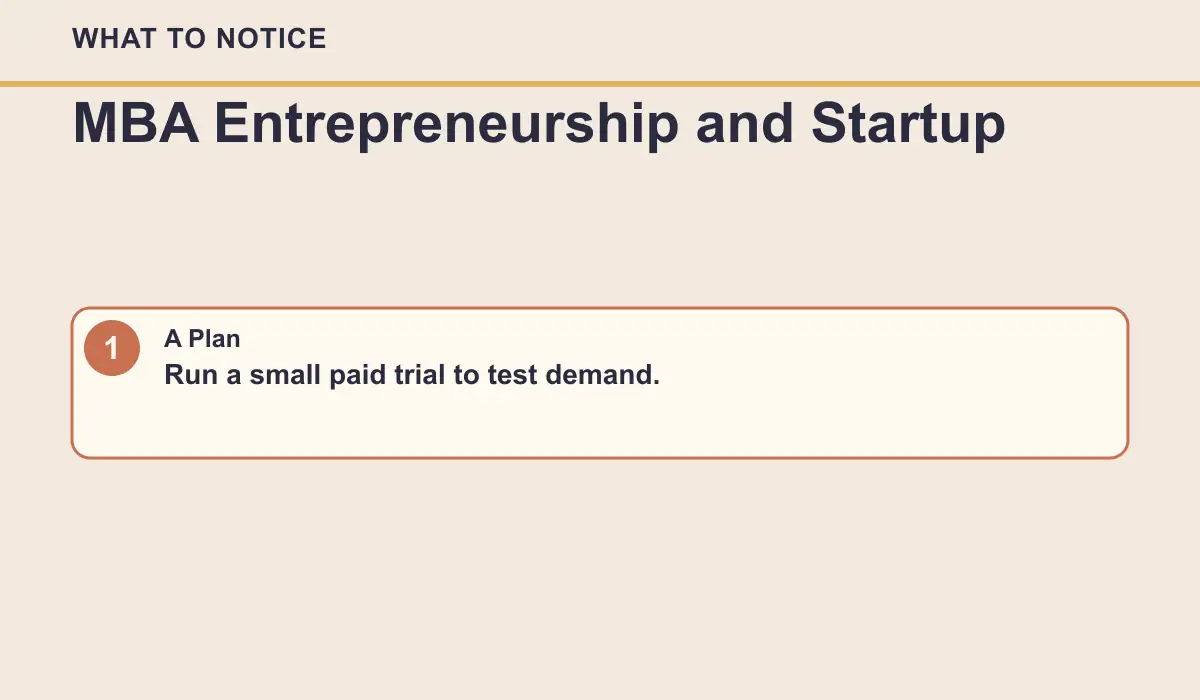 WHAT TO NOTICE
MBA Entrepreneurship and Startup
1
A Plan
Run a small paid trial to test demand.